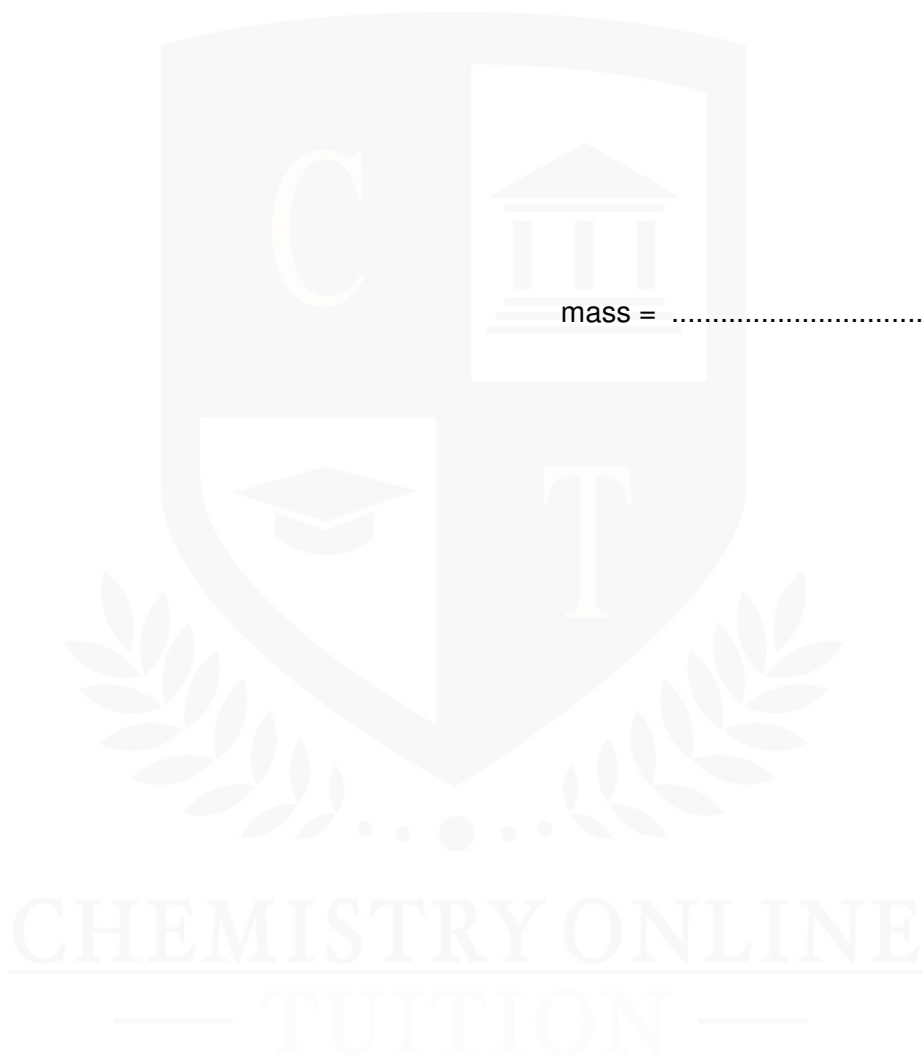 C
mass = ...............................
T
CHEMISTRY ONLINE
— TUITION —